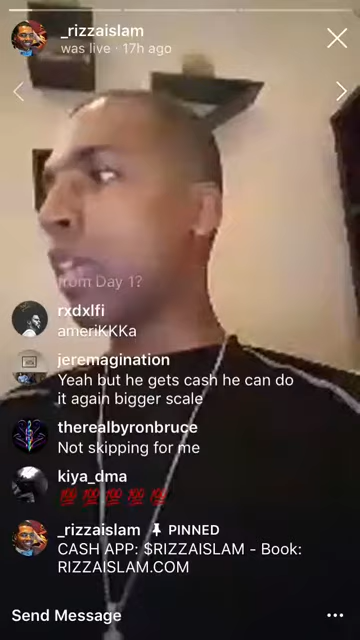 _rizzaislam
was live · 17h ago
from Day 1?
rxdxlfi
ameriKKKa
jeremagination
Yeah but he gets cash he can do
it again bigger scale
therealbyronbruce
Not skipping for me
kiya_dma
💯 💯 💯 💯 💯
_rizzaislam PINNED
CASH APP: $RIZZAISLAM - Book:
RIZZAISLAM.COM
Send Message